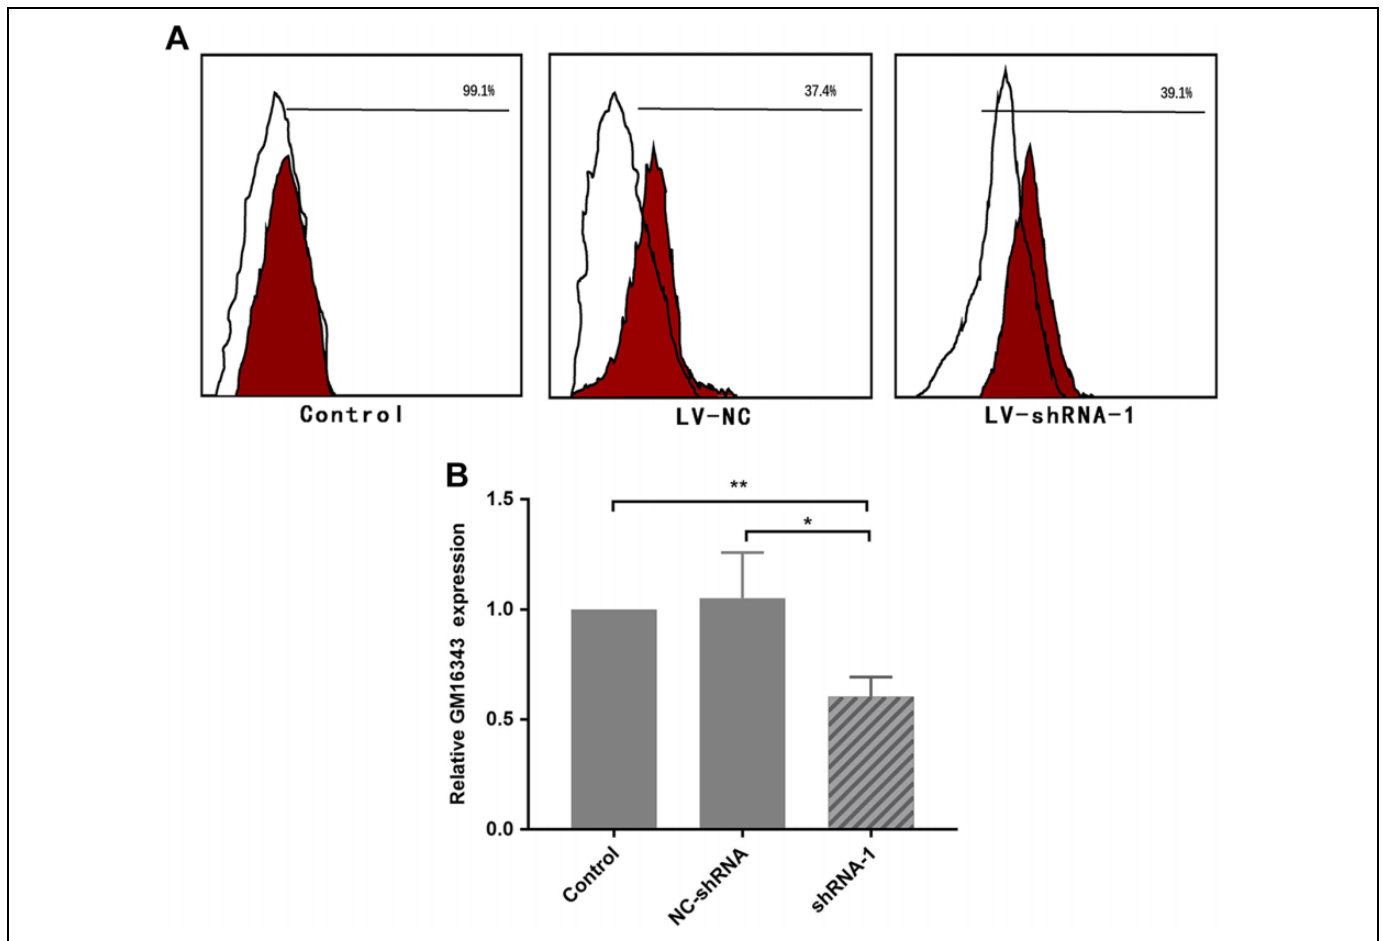 A
99.1%
37.4%
39.1%
Control
LV-NC
LV-shRNA-1
B
**
*
1.5
1.0
0.5
0.0
Relative GM16343 expression
Control
NC-shRNA
shRNA-1